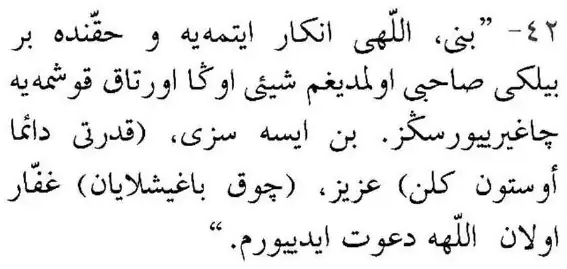 ٤٢- ”بنى، اللّهى انكار ايتمه‌يه و حقّنده بر
بيلكى صاحبى اولمديغم شيئى اوڭا اورتاق قوشمه‌يه
چاغيرييورسڭز. بن ايسه سزى، (قدرتى دائما
أوستون كلن) عزيز، (چوق باغيشلايان) غفّار
اولان اللّهه دعوت ايدييورم.“